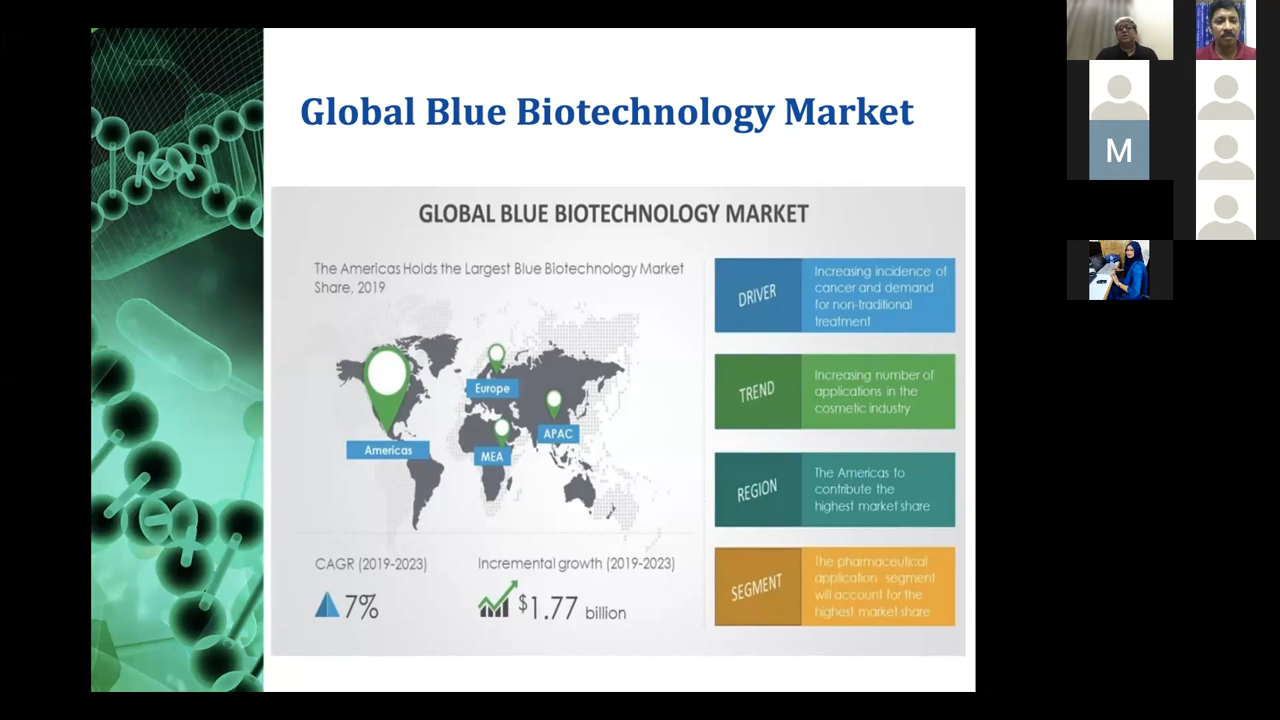 Global Blue Biotechnology Market
GLOBAL BLUE BIOTECHNOLOGY MARKET
The Americas Holds the Largest Blue Biotechnology Market
Share, 2019
Americas
Europe
MEA
APAC
CAGR (2019-2023)
7%
Incremental growth (2019-2023)
$1.77 billion
DRIVER
Increasing incidence of
cancer and demand
for non-traditional
treatment
TREND
Increasing number of
applications in the
cosmetic industry
REGION
The Americas to
contribute the
highest market share
SEGMENT
The pharmaceutical
application segment
will account for the
highest market share
M